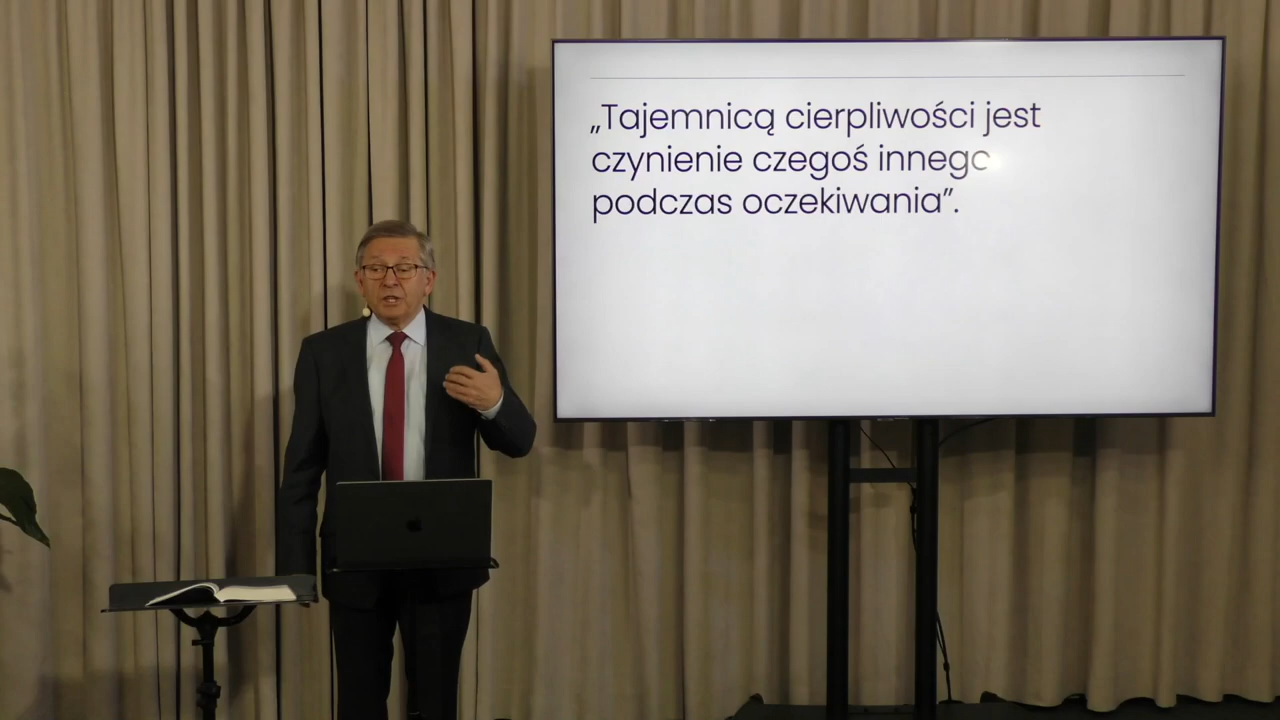 „Tajemnicą cierpliwości jest
czynienie czegoś innego
podczas oczekiwania”.